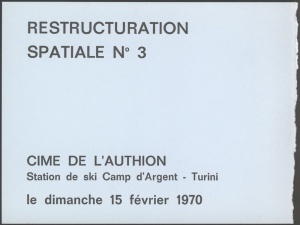 RESTRUCTURATION
SPATIALE N° 3
CIME DE L'AUTHION
Station de ski Camp d'Argent - Turini
le dimanche 15 février 1970